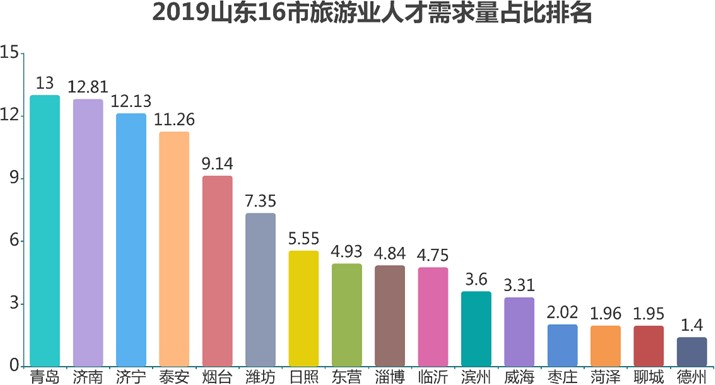 2019山东16市旅游业人才需求量占比排名
15
12
9
6
3
0
13 12.81 12.13 11.26 9.14 7.35 5.55 4.93 4.84 4.75 3.6 3.31 2.02 1.96 1.95 1.4
青岛 济南 济宁 泰安 烟台 潍坊 日照 东营 淄博 临沂 滨州 威海 枣庄 菏泽 聊城 德州